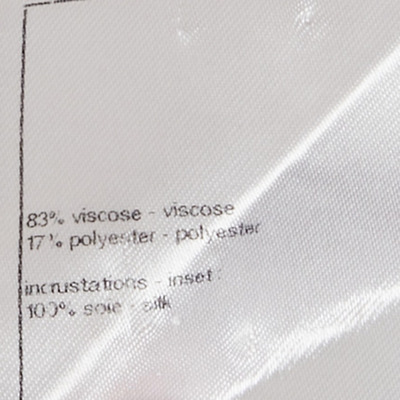 83% viscose - viscose
17% polyester - polyester
incrustations - inset:
100% soie - silk